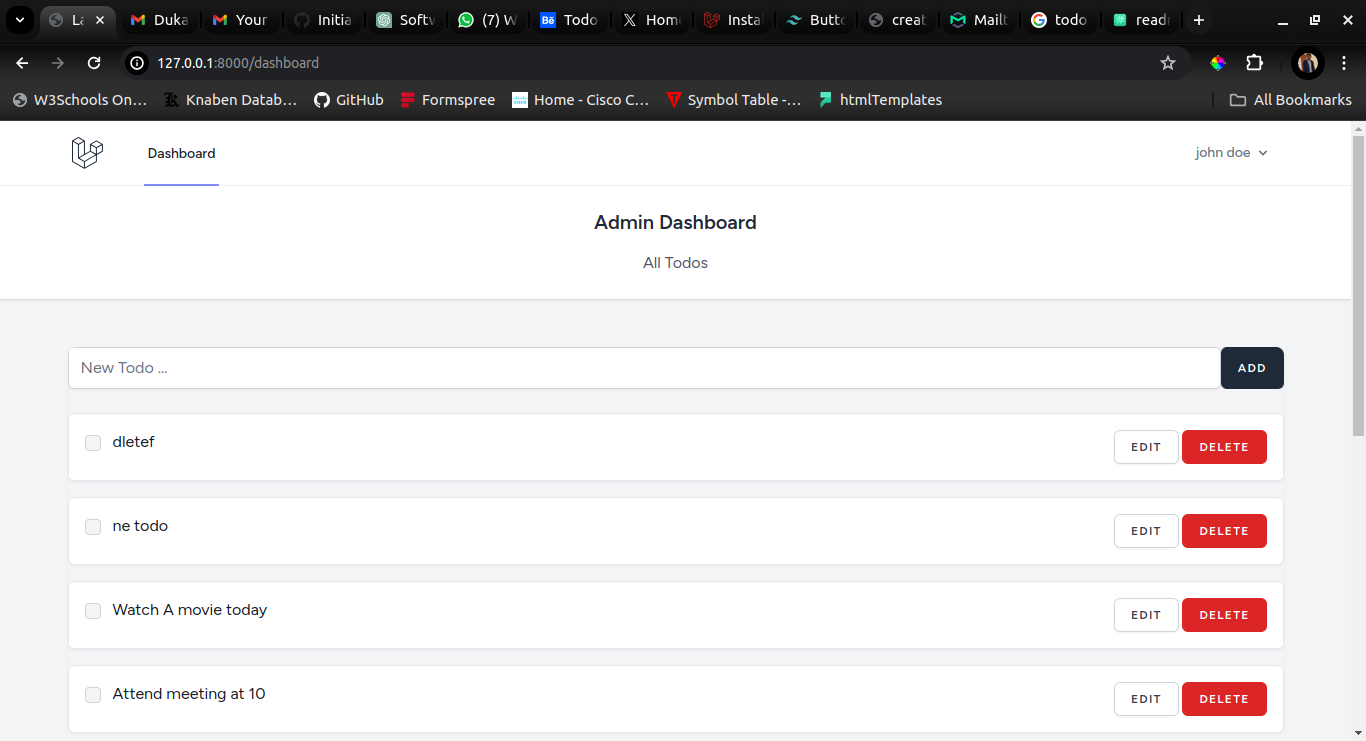 La Duka Your Initia Softv (7) W Todo Home Insta Butto creat Mailt todo readr
127.0.0.1:8000/dashboard
W3Schools On... Knaben Datab... GitHub Formspree Home - Cisco C... Symbol Table -... htmlTemplates All Bookmarks
Dashboard john doe
Admin Dashboard
All Todos
New Todo ... ADD
dletef EDIT DELETE
ne todo EDIT DELETE
Watch A movie today EDIT DELETE
Attend meeting at 10 EDIT DELETE